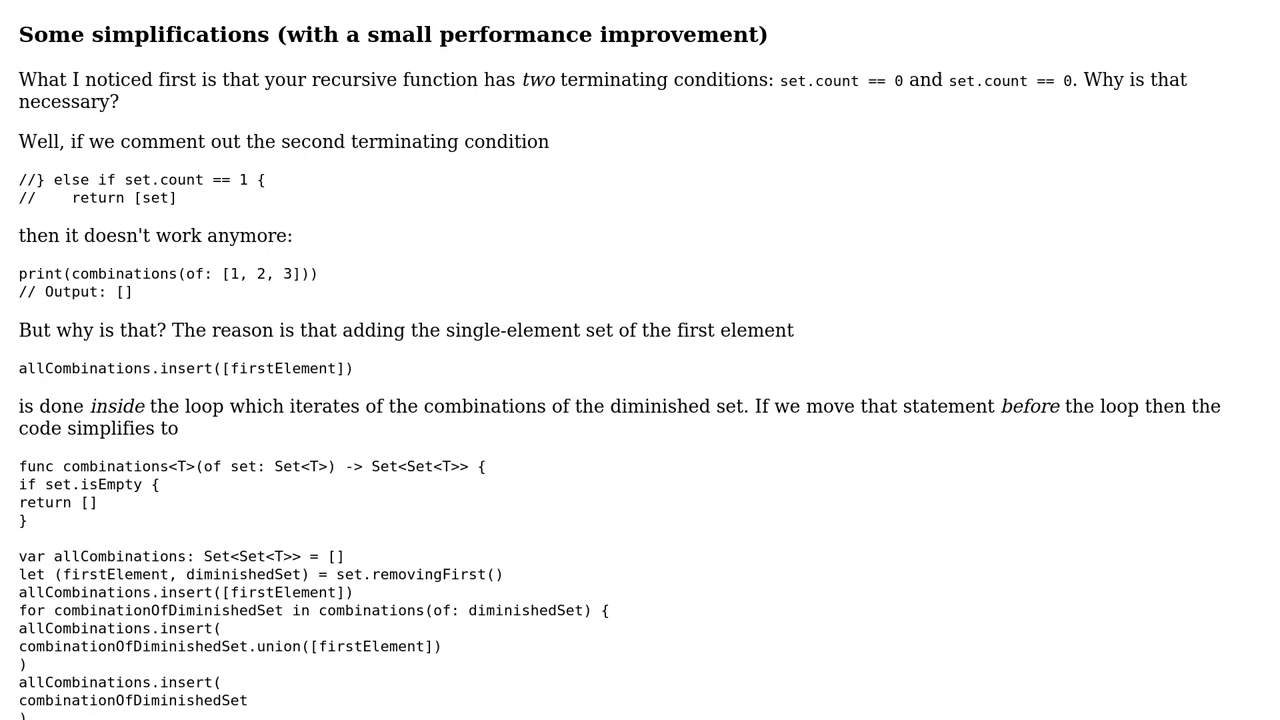 Some simplifications (with a small performance improvement)
What I noticed first is that your recursive function has two terminating conditions: set.count == 0 and set.count == 0. Why is that
necessary?
Well, if we comment out the second terminating condition
//} else if set.count == 1 {
//    return [set]
then it doesn't work anymore:
print(combinations(of: [1, 2, 3]))
// Output: []
But why is that? The reason is that adding the single-element set of the first element
allCombinations.insert([firstElement])
is done inside the loop which iterates of the combinations of the diminished set. If we move that statement before the loop then the
code simplifies to
func combinations<T>(of set: Set<T>) -> Set<Set<T>> {
if set.isEmpty {
return []
}
var allCombinations: Set<Set<T>> = []
let (firstElement, diminishedSet) = set.removingFirst()
allCombinations.insert([firstElement])
for combinationOfDiminishedSet in combinations(of: diminishedSet) {
allCombinations.insert(
combinationOfDiminishedSet.union([firstElement])
)
allCombinations.insert(
combinationOfDiminishedSet
)